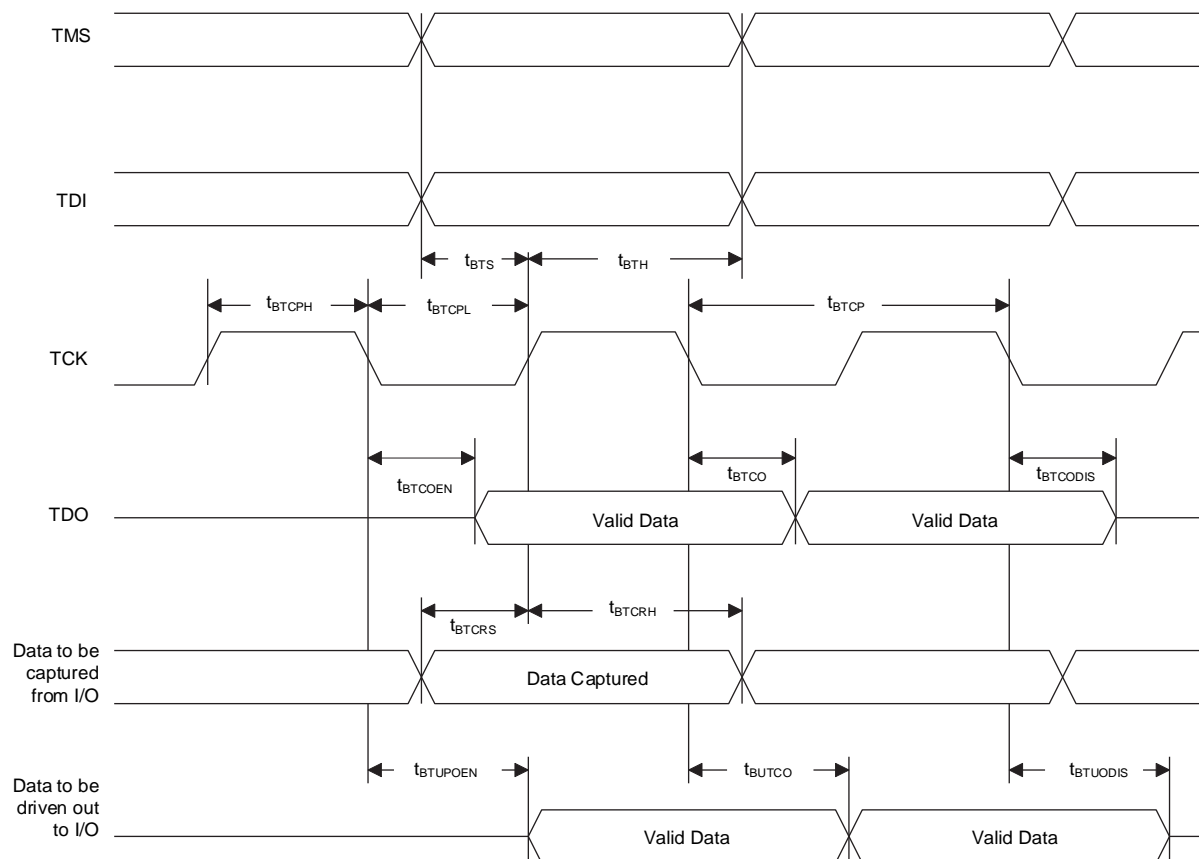 TMS
TDI
tBTS
tBTH
tBTCPH
tBTCPL
tBTCP
TCK
tBTCOEN
tBTCO
tBTCODIS
TDO
Valid Data
Valid Data
tBTCRS
tBTCRH
Data to be
captured
from I/O
Data Captured
tBTUPOEN
tBUTCO
tBTUODIS
Data to be
driven out
to I/O
Valid Data
Valid Data